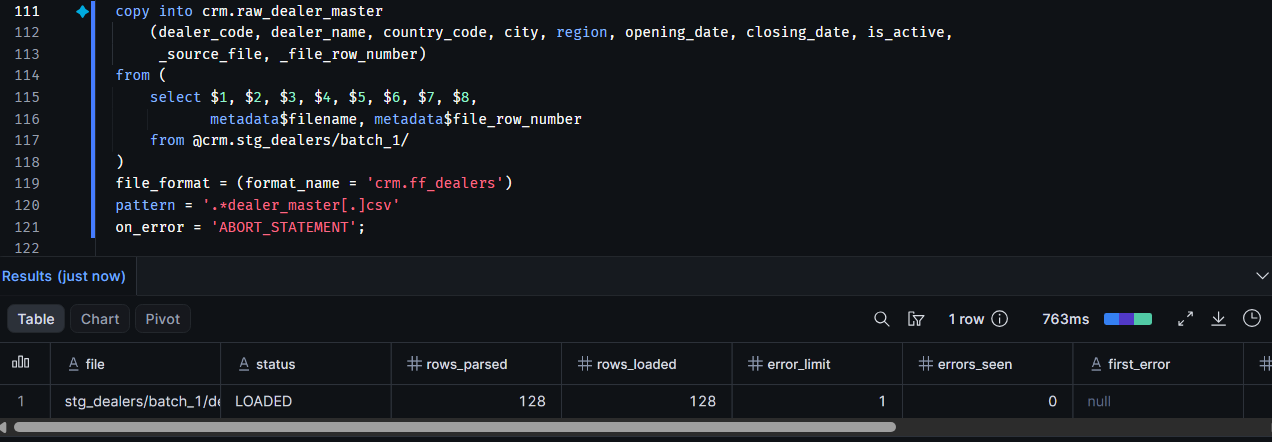 111 copy into crm.raw_dealer_master
112 (dealer_code, dealer_name, country_code, city, region, opening_date, closing_date, is_active,
113 _source_file, _file_row_number)
114 from (
115 select $1, $2, $3, $4, $5, $6, $7, $8,
116 metadata$filename, metadata$file_row_number
117 from @crm.stg_dealers/batch_1/
118 )
119 file_format = (format_name = 'crm.ff_dealers')
120 pattern = '.*dealer_master[.]csv'
121 on_error = 'ABORT_STATEMENT';
122
Results (just now)
Table Chart Pivot 1 row 763ms
A file A status # rows_parsed # rows_loaded # error_limit # errors_seen A first_error #
1 stg_dealers/batch_1/de LOADED 128 128 1 0 null